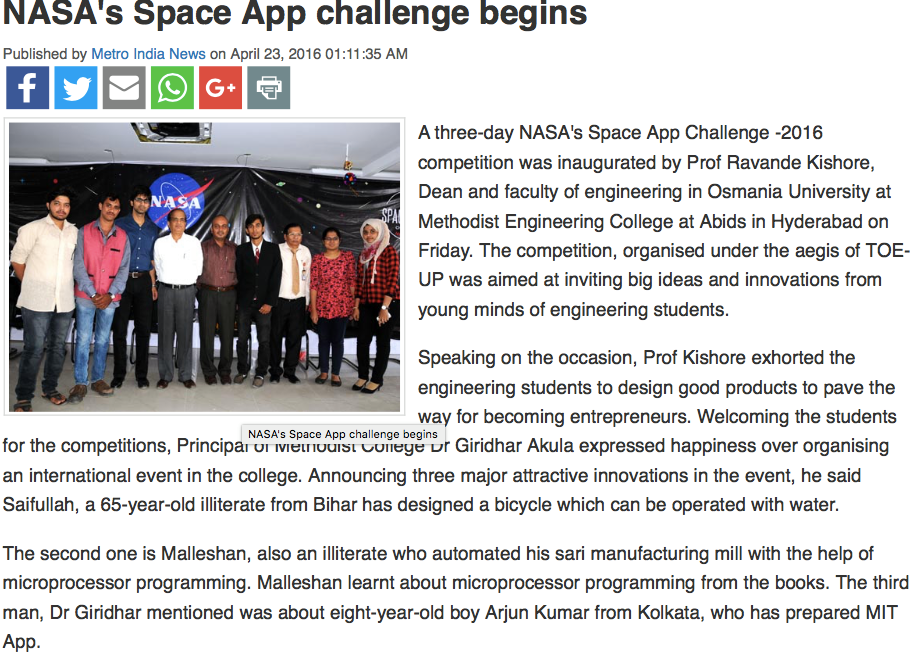 NASA's Space App challenge begins
Published by Metro India News on April 23, 2016 01:11:35 AM
f
G+
NASA
SPA
A three-day NASA's Space App Challenge -2016
competition was inaugurated by Prof Ravande Kishore,
Dean and faculty of engineering in Osmania University at
Methodist Engineering College at Abids in Hyderabad on
Friday. The competition, organised under the aegis of TOE-
UP was aimed at inviting big ideas and innovations from
young minds of engineering students.
Speaking on the occasion, Prof Kishore exhorted the
engineering students to design good products to pave the
way for becoming entrepreneurs. Welcoming the students
NASA's Space App challenge begins
for the competitions, Principal of Methodist College Dr Giridhar Akula expressed happiness over organising
an international event in the college. Announcing three major attractive innovations in the event, he said
Saifullah, a 65-year-old illiterate from Bihar has designed a bicycle which can be operated with water.
The second one is Malleshan, also an illiterate who automated his sari manufacturing mill with the help of
microprocessor programming. Malleshan learnt about microprocessor programming from the books. The third
man, Dr Giridhar mentioned was about eight-year-old boy Arjun Kumar from Kolkata, who has prepared MIT
App.